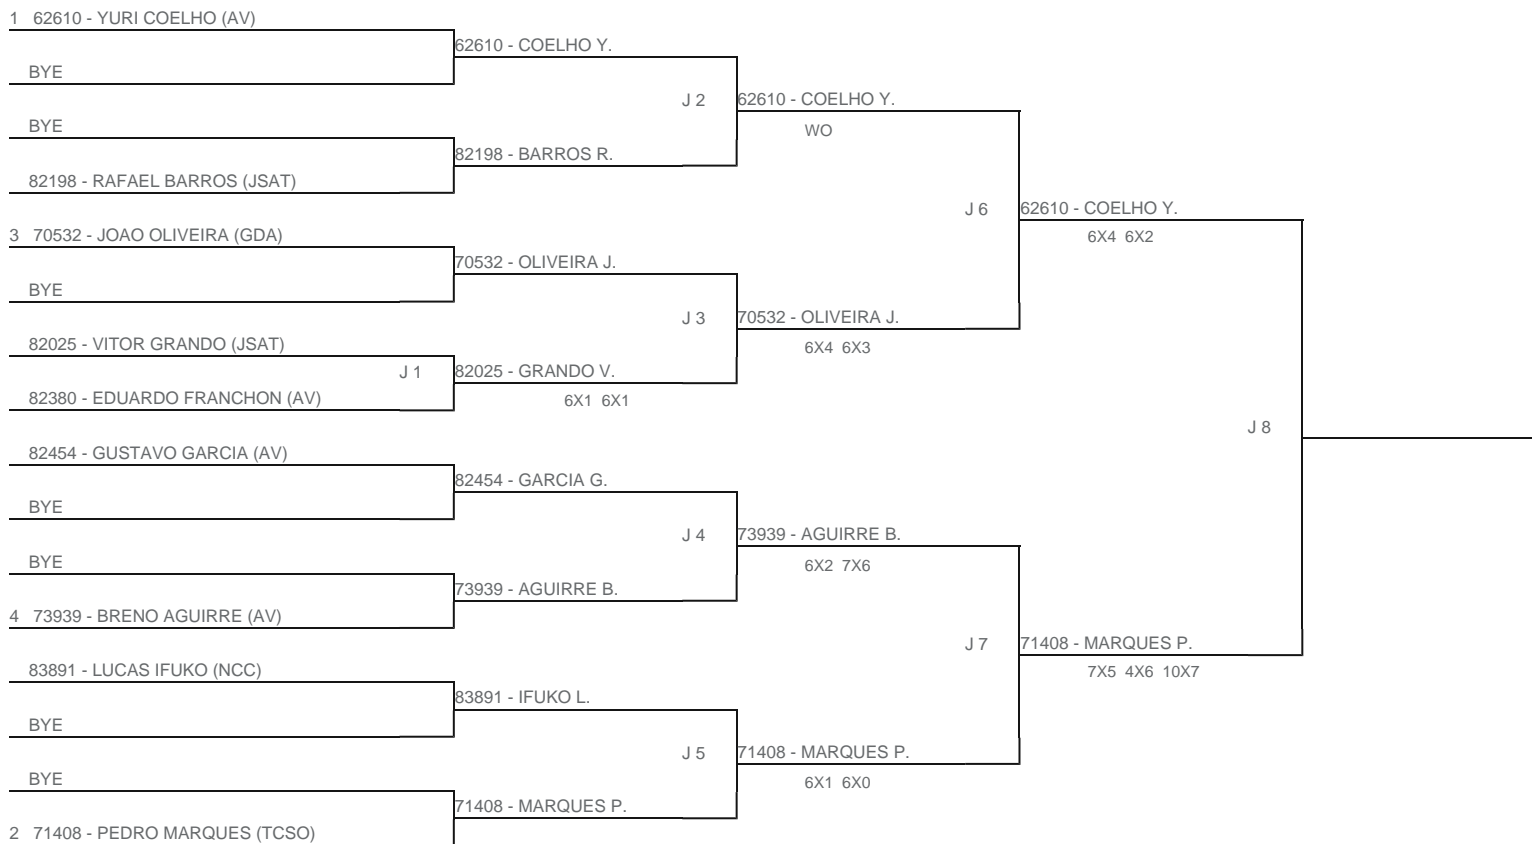 1 62610 - YURI COELHO (AV)
62610 - COELHO Y.
BYE
J 2
62610 - COELHO Y.
WO
BYE
82198 - BARROS R.
82198 - RAFAEL BARROS (JSAT)
J 6
62610 - COELHO Y.
6X4 6X2
3 70532 - JOAO OLIVEIRA (GDA)
70532 - OLIVEIRA J.
BYE
J 3
70532 - OLIVEIRA J.
6X4 6X3
82025 - VITOR GRANDO (JSAT)
J 1
82025 - GRANDO V.
6X1 6X1
82380 - EDUARDO FRANCHON (AV)
J 8
82454 - GUSTAVO GARCIA (AV)
82454 - GARCIA G.
BYE
J 4
73939 - AGUIRRE B.
6X2 7X6
BYE
73939 - AGUIRRE B.
4 73939 - BRENO AGUIRRE (AV)
J 7
71408 - MARQUES P.
7X5 4X6 10X7
83891 - LUCAS IFUKO (NCC)
83891 - IFUKO L.
BYE
J 5
71408 - MARQUES P.
6X1 6X0
BYE
71408 - MARQUES P.
2 71408 - PEDRO MARQUES (TCSO)